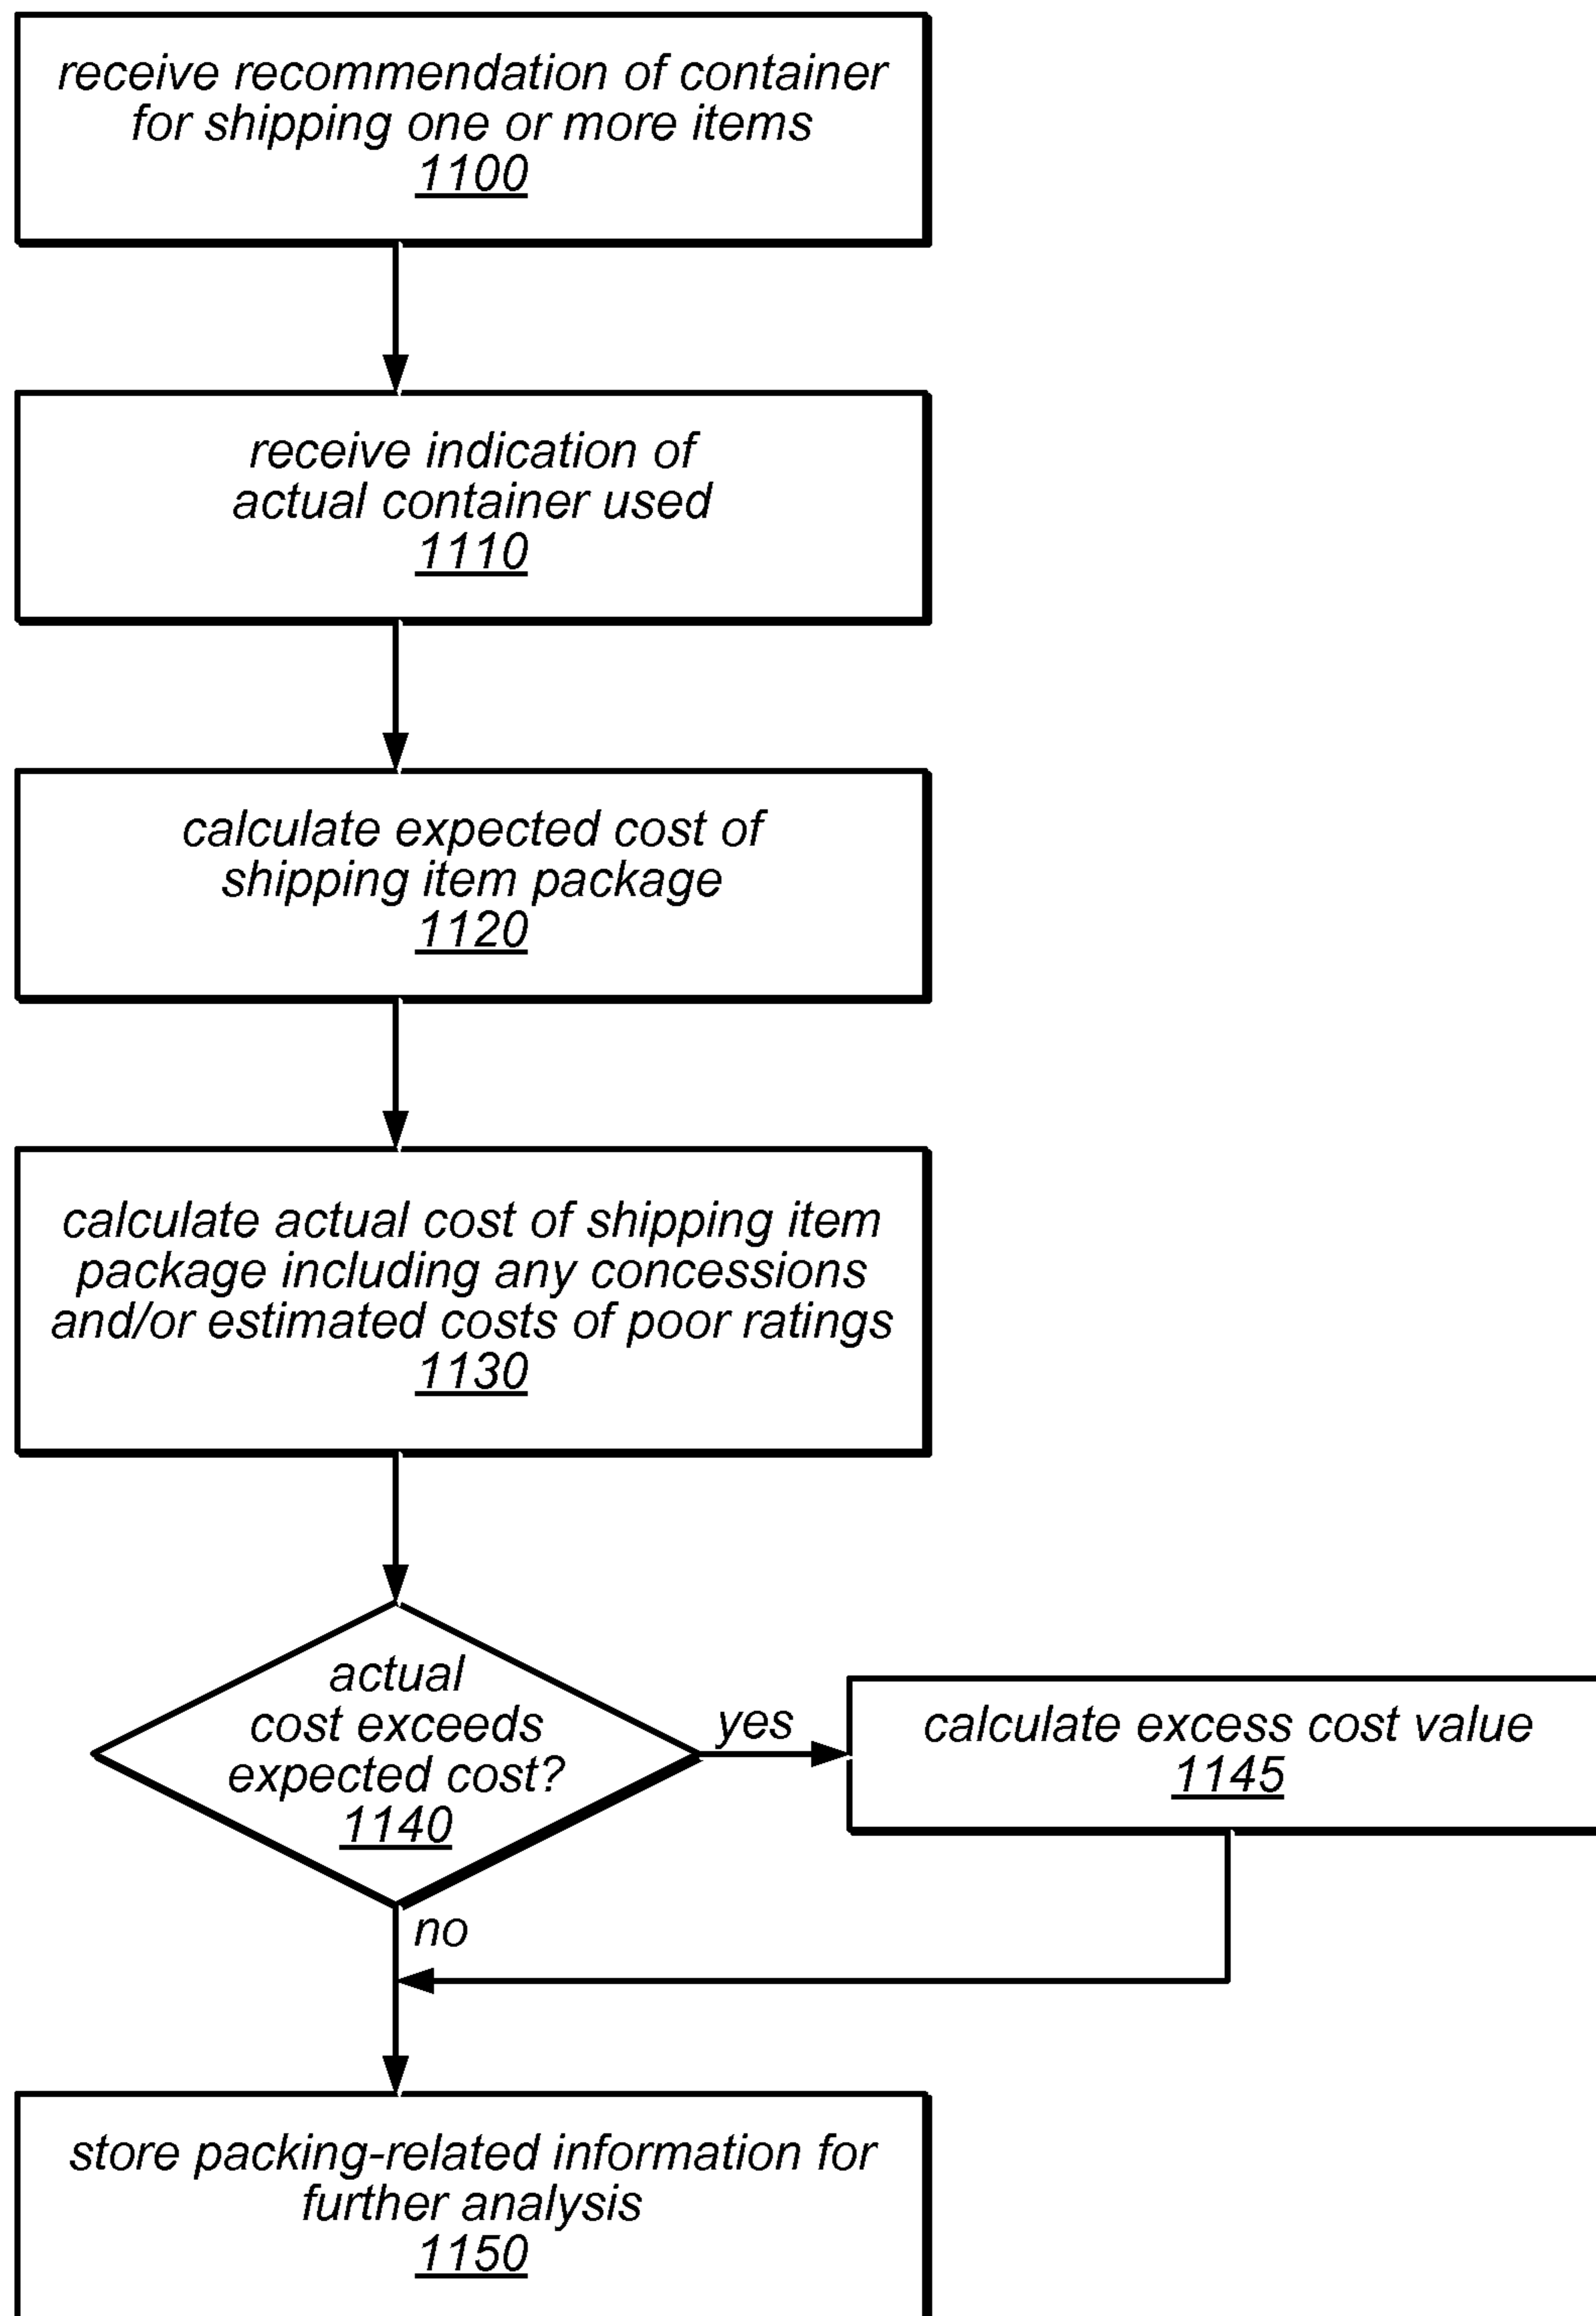 receive recommendation of container
for shipping one or more items
1100
receive indication of
actual container used
1110
calculate expected cost of
shipping item package
1120
calculate actual cost of shipping item
package including any concessions
and/or estimated costs of poor ratings
1130
actual
cost exceeds
expected cost?
1140
yes
calculate excess cost value
1145
no
store packing-related information for
further analysis
1150